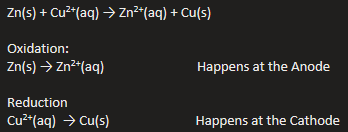 Zn(s) + Cu²⁺(aq) → Zn²⁺(aq) + Cu(s)
Oxidation:
Zn(s) → Zn²⁺(aq) Happens at the Anode
Reduction
Cu²⁺(aq) → Cu(s) Happens at the Cathode